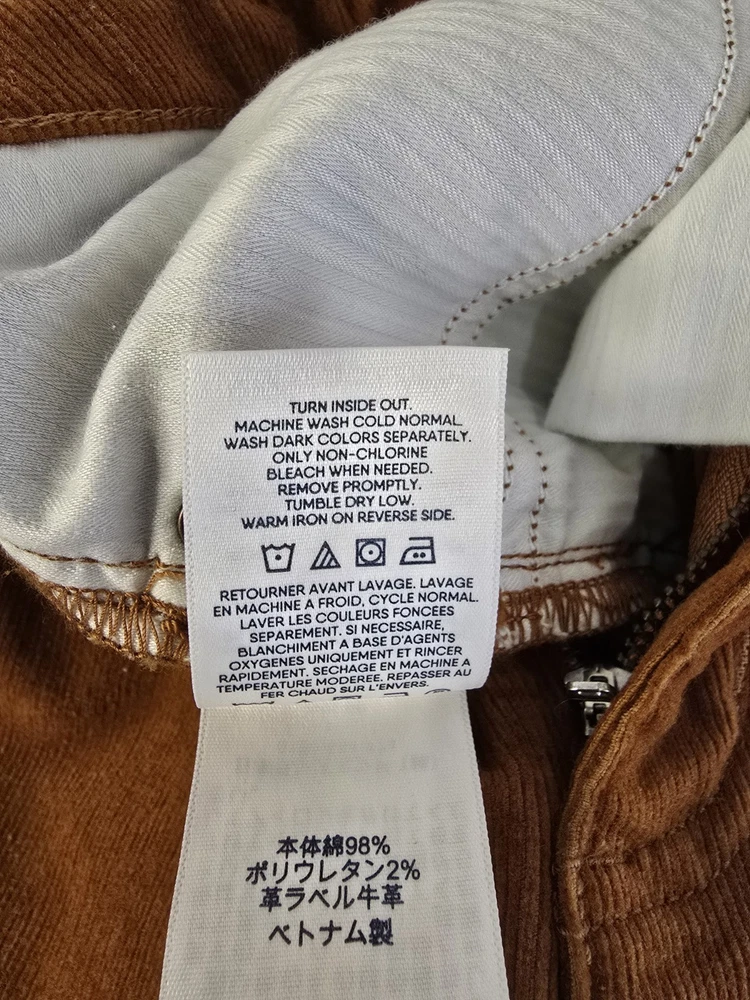 TURN INSIDE OUT.
MACHINE WASH COLD NORMAL.
WASH DARK COLORS SEPARATELY.
ONLY NON-CHLORINE
BLEACH WHEN NEEDED.
REMOVE PROMPTLY.
TUMBLE DRY LOW.
WARM IRON ON REVERSE SIDE.
RETOURNER AVANT LAVAGE. LAVAGE
EN MACHINE A FROID, CYCLE NORMAL.
LAVER LES COULEURS FONCEES
SEPAREMENT. SI NECESSAIRE,
BLANCHIMENT A BASE D'AGENTS
OXYGENES UNIQUEMENT ET RINCER
RAPIDEMENT. SECHAGE EN MACHINE A
TEMPERATURE MODEREE. REPASSER AU
FER CHAUD SUR L'ENVERS.
本体綿98%
ポリウレタン2%
革ラベル牛革
ベトナム製